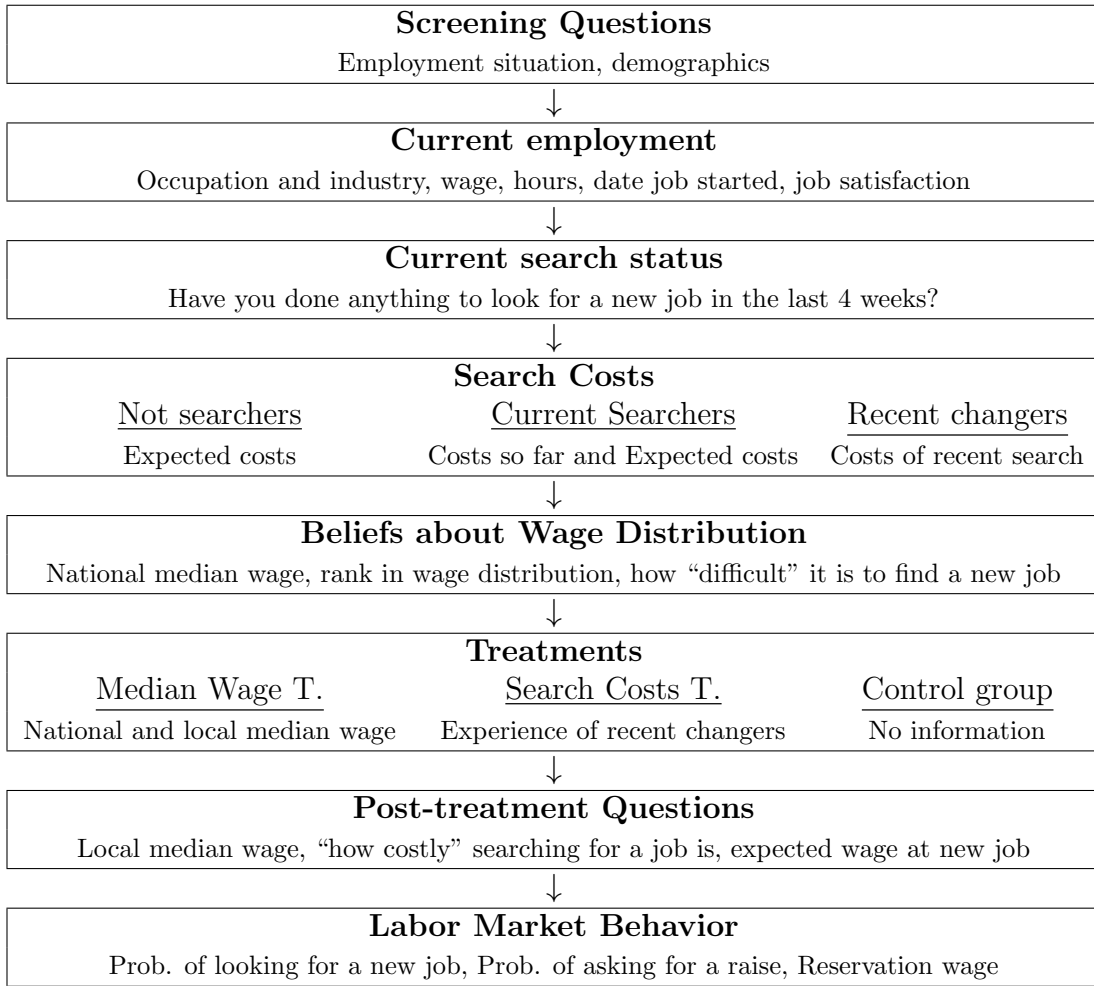 Screening Questions
Employment situation, demographics
↓
Current employment
Occupation and industry, wage, hours, date job started, job satisfaction
↓
Current search status
Have you done anything to look for a new job in the last 4 weeks?
↓
Search Costs
Not searchers Current Searchers Recent changers
Expected costs Costs so far and Expected costs Costs of recent search
↓
Beliefs about Wage Distribution
National median wage, rank in wage distribution, how “difficult” it is to find a new job
↓
Treatments
Median Wage T. Search Costs T. Control group
National and local median wage Experience of recent changers No information
↓
Post-treatment Questions
Local median wage, “how costly” searching for a job is, expected wage at new job
↓
Labor Market Behavior
Prob. of looking for a new job, Prob. of asking for a raise, Reservation wage